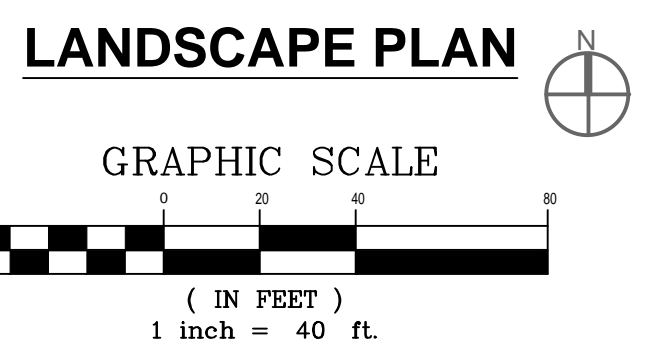 LANDSCAPE PLAN
N
GRAPHIC SCALE
0 20 40 80
( IN FEET )
1 inch = 40 ft.